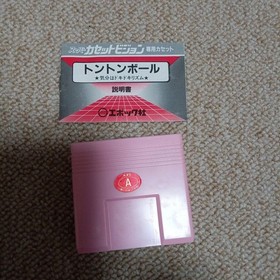 スーパーカセットビジョン専用カセット
トントンボール
★気分はドキドキリズム★
説明書
エポック社
A